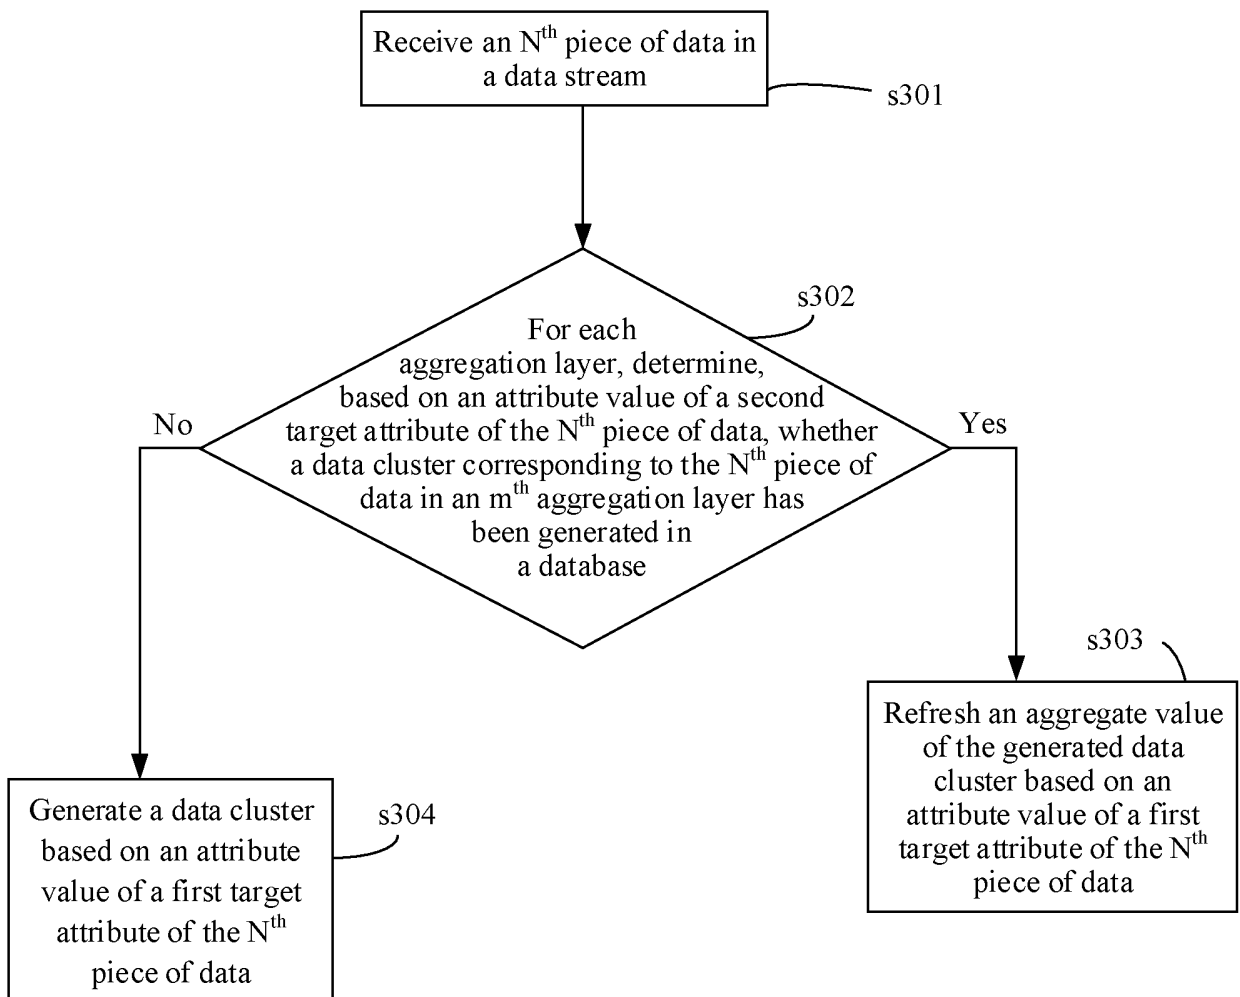 Receive an Nth piece of data in
a data stream
s301
s302
For each
aggregation layer, determine,
based on an attribute value of a second
target attribute of the Nth piece of data, whether
a data cluster corresponding to the Nth piece of
data in an mth aggregation layer has
been generated in
a database
No
Yes
s303
Refresh an aggregate value
of the generated data
cluster based on an
attribute value of a first
target attribute of the Nth
piece of data
s304
Generate a data cluster
based on an attribute
value of a first target
attribute of the Nth
piece of data